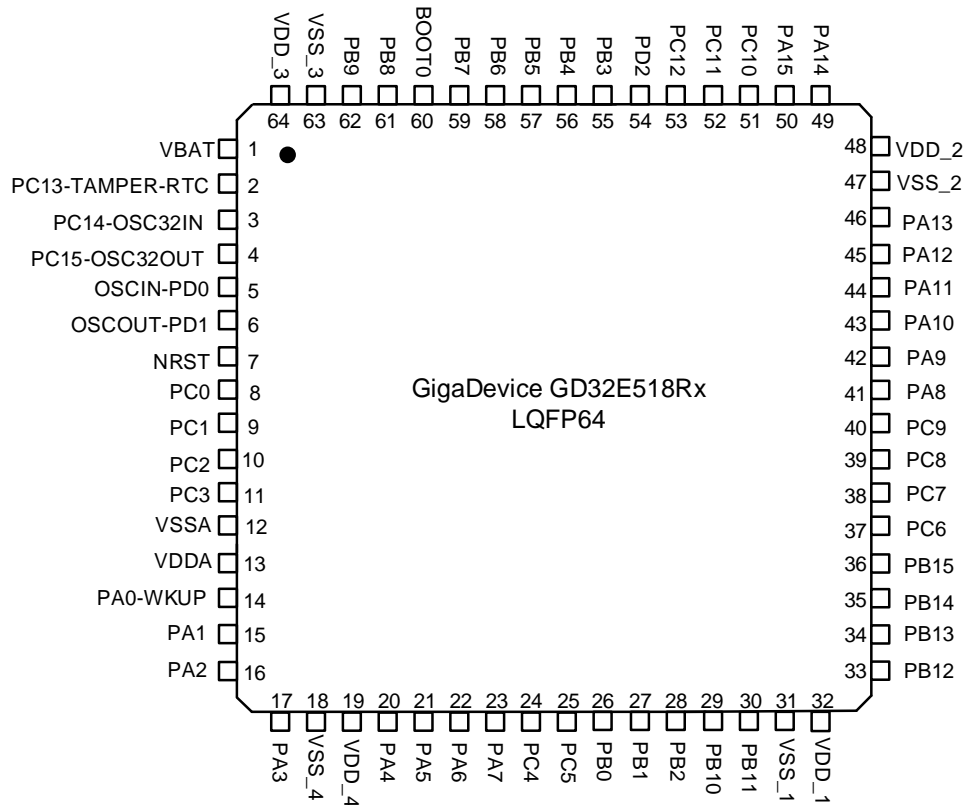 VDD_3
VSS_3
PB9
PB8
BOOT0
PB7
PB6
PB5
PB4
PB3
PD2
PC12
PC11
PC10
PA15
PA14
64 63 62 61 60 59 58 57 56 55 54 53 52 51 50 49
VBAT 1
PC13-TAMPER-RTC 2
PC14-OSC32IN 3
PC15-OSC32OUT 4
OSCIN-PD0 5
OSCOUT-PD1 6
NRST 7
PC0 8
PC1 9
PC2 10
PC3 11
VSSA 12
VDDA 13
PA0-WKUP 14
PA1 15
PA2 16
GigaDevice GD32E518Rx
LQFP64
48 VDD_2
47 VSS_2
46 PA13
45 PA12
44 PA11
43 PA10
42 PA9
41 PA8
40 PC9
39 PC8
38 PC7
37 PC6
36 PB15
35 PB14
34 PB13
33 PB12
17 18 19 20 21 22 23 24 25 26 27 28 29 30 31 32
PA3
VSS_4
VDD_4
PA4
PA5
PA6
PA7
PC4
PC5
PB0
PB1
PB2
PB10
PB11
VSS_1
VDD_1